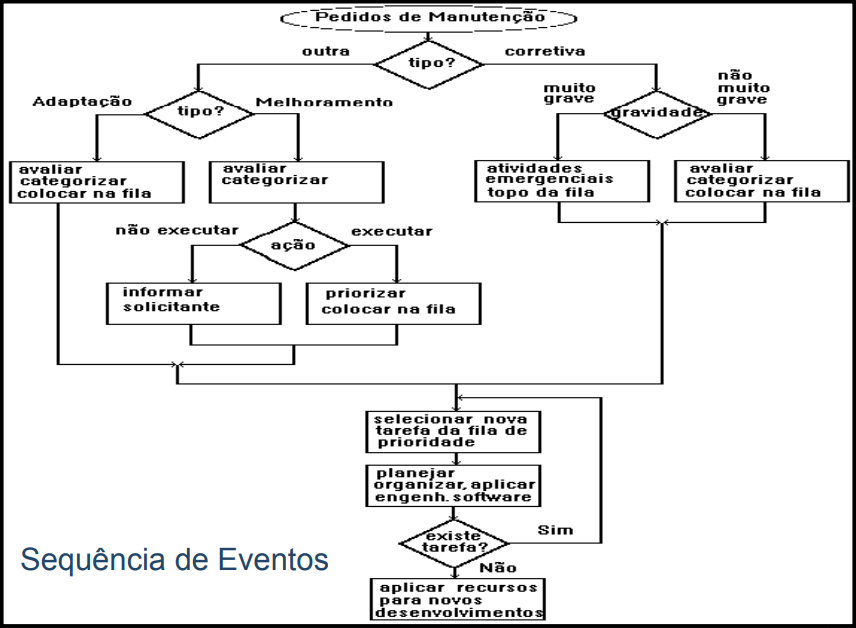 Pedidos de Manutenção
outra
tipo?
corretiva
Adaptação
tipo?
Melhoramento
muito
grave
gravidade
não
muito
grave
avaliar
categorizar
colocar na fila
avaliar
categorizar
atividades
emergenciais
topo da fila
avaliar
categorizar
colocar na fila
não executar
ação
executar
informar
solicitante
priorizar
colocar na fila
selecionar nova
tarefa da fila de
prioridade
planejar
organizar, aplicar
engenh. software
existe
tarefa?
Sim
Não
aplicar recursos
para novos
desenvolvimentos
Sequência de Eventos